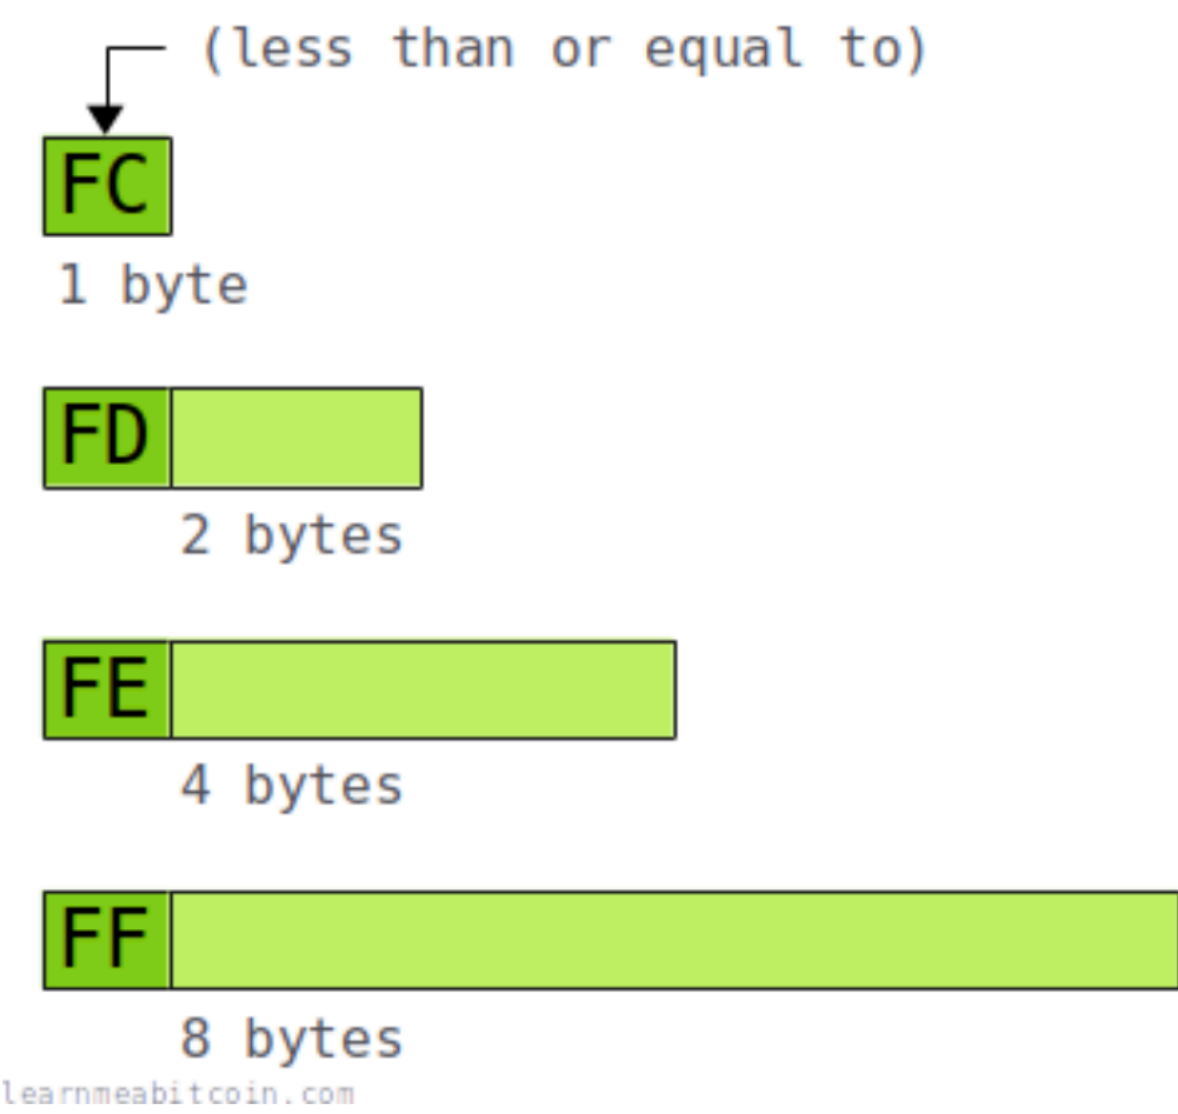 (less than or equal to)
FC
1 byte
FD
2 bytes
FE
4 bytes
FF
8 bytes
learnmeabitcoin.com